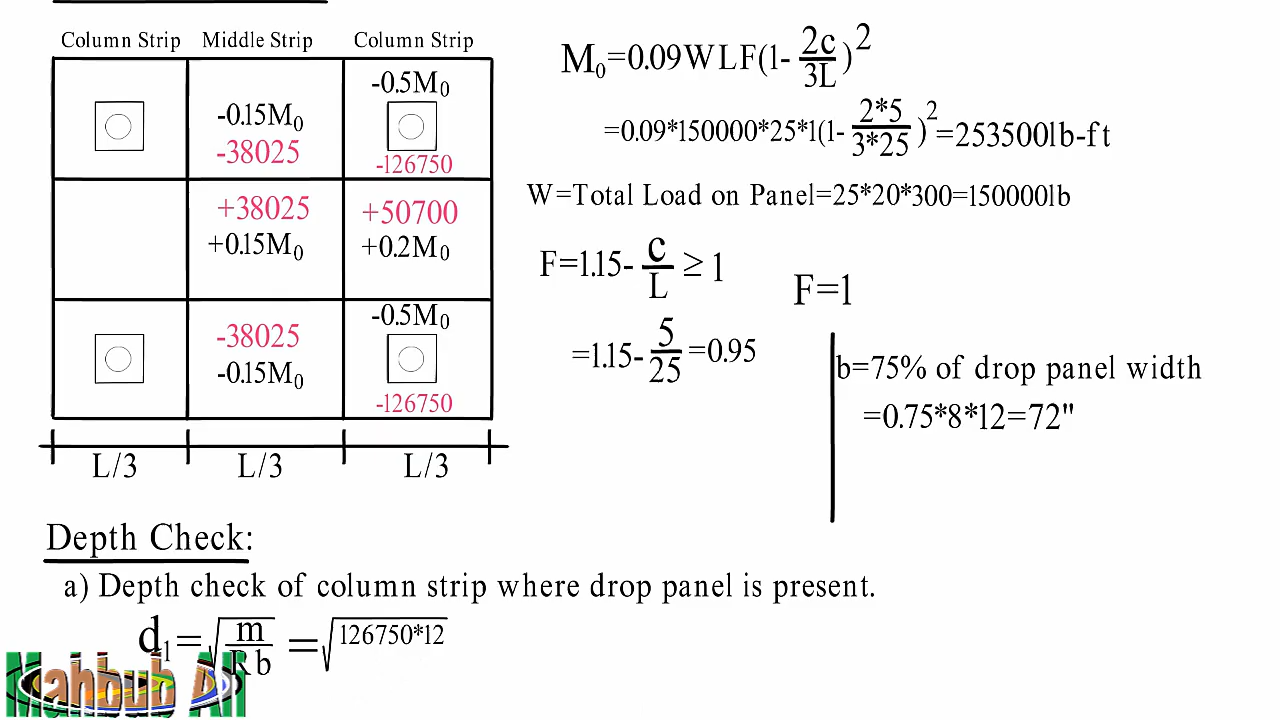 Column Strip Middle Strip Column Strip
-0.5M₀
-0.15M₀
-38025
-126750
+38025 +50700
+0.15M₀ +0.2M₀
-0.5M₀
-38025
-0.15M₀
-126750
L/3 L/3 L/3
M₀=0.09WLF(1-2c/3L)²
=0.09*150000*25*1(1-2*5/3*25)²=253500lb-ft
W=Total Load on Panel=25*20*300=150000lb
F=1.15-c/L≥1
F=1
=1.15-5/25=0.95
b=75% of drop panel width
=0.75*8*12=72"
Depth Check:
a) Depth check of column strip where drop panel is present.
d₁=√m/Rb=√126750*12
Mahbub Ali